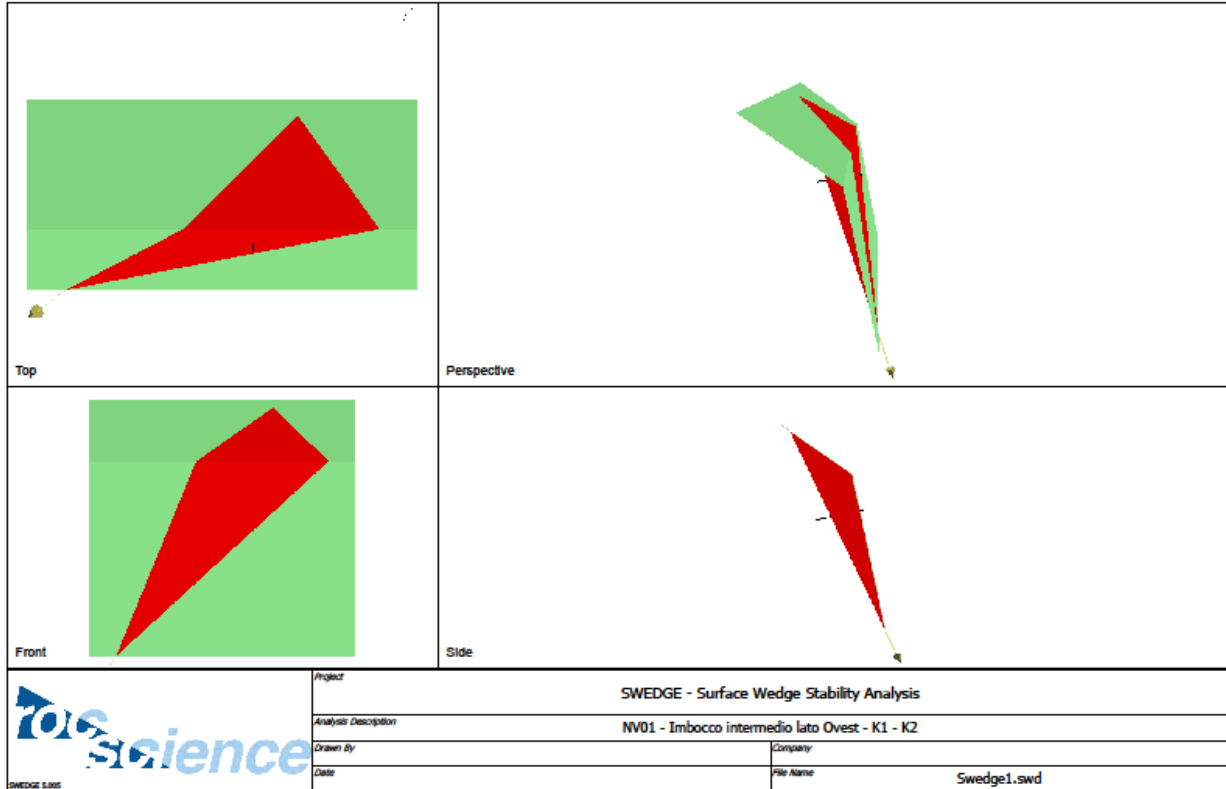 Top
Perspective
Front
Side
rocscience
SWEDGE 5.005
Project
SWEDGE - Surface Wedge Stability Analysis
Analysis Description
NV01 - Imbocco intermedio lato Ovest - K1 - K2
Drawn By
Company
Date
File Name
Swedge1.swd